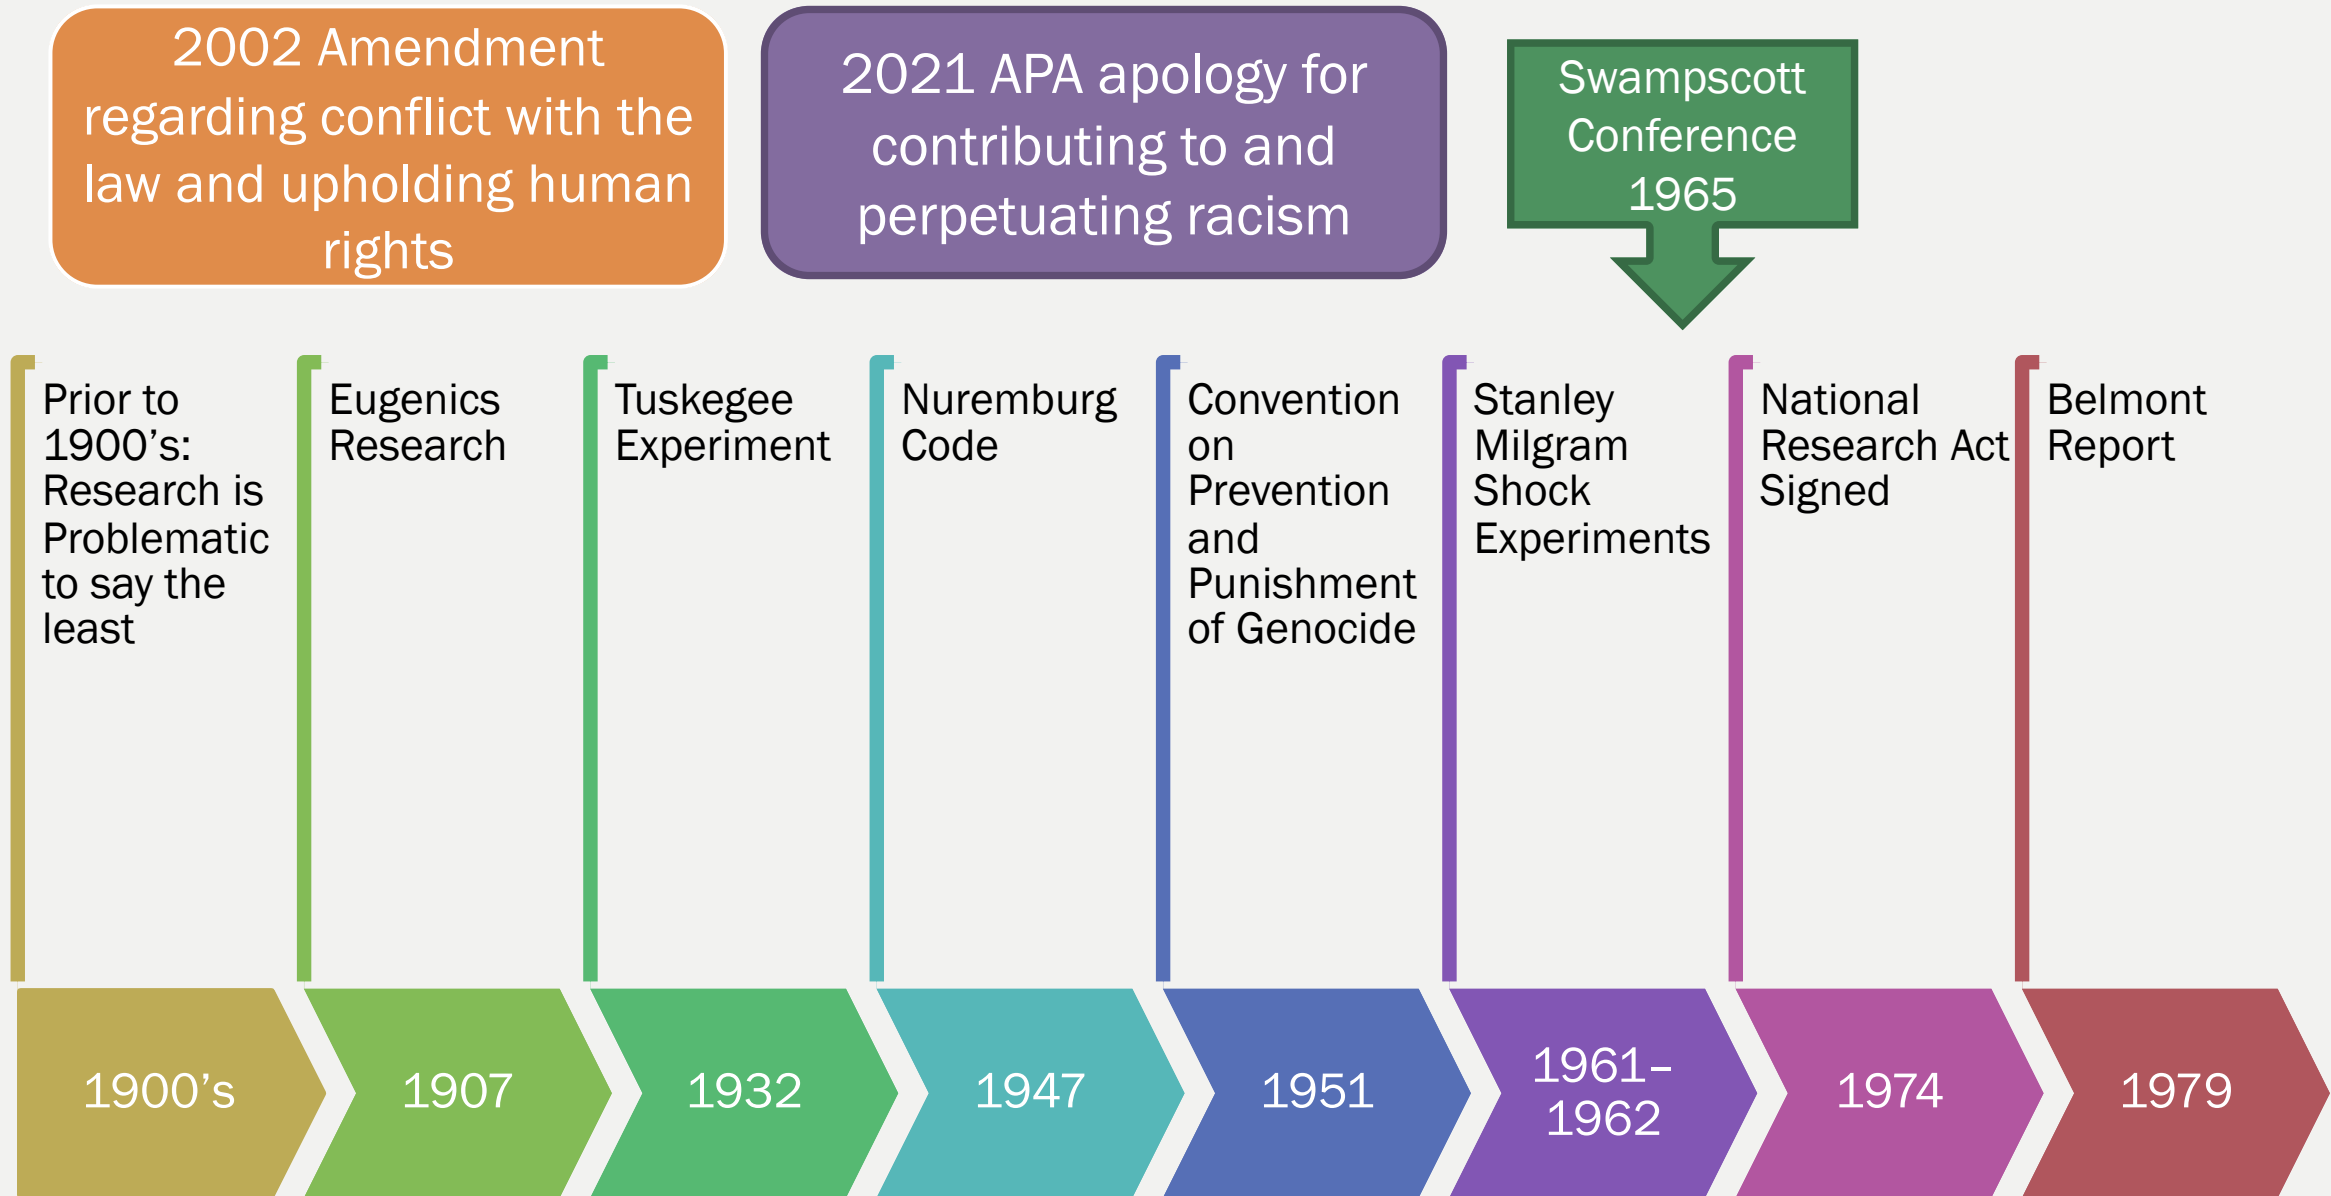 2002 Amendment
regarding conflict with the
law and upholding human
rights
2021 APA apology for
contributing to and
perpetuating racism
Swampscott
Conference
1965
Prior to
1900’s:
Research is
Problematic
to say the
least
Eugenics
Research
Tuskegee
Experiment
Nuremburg
Code
Convention
on
Prevention
and
Punishment
of Genocide
Stanley
Milgram
Shock
Experiments
National
Research Act
Signed
Belmont
Report
1900’s
1907
1932
1947
1951
1961–
1962
1974
1979